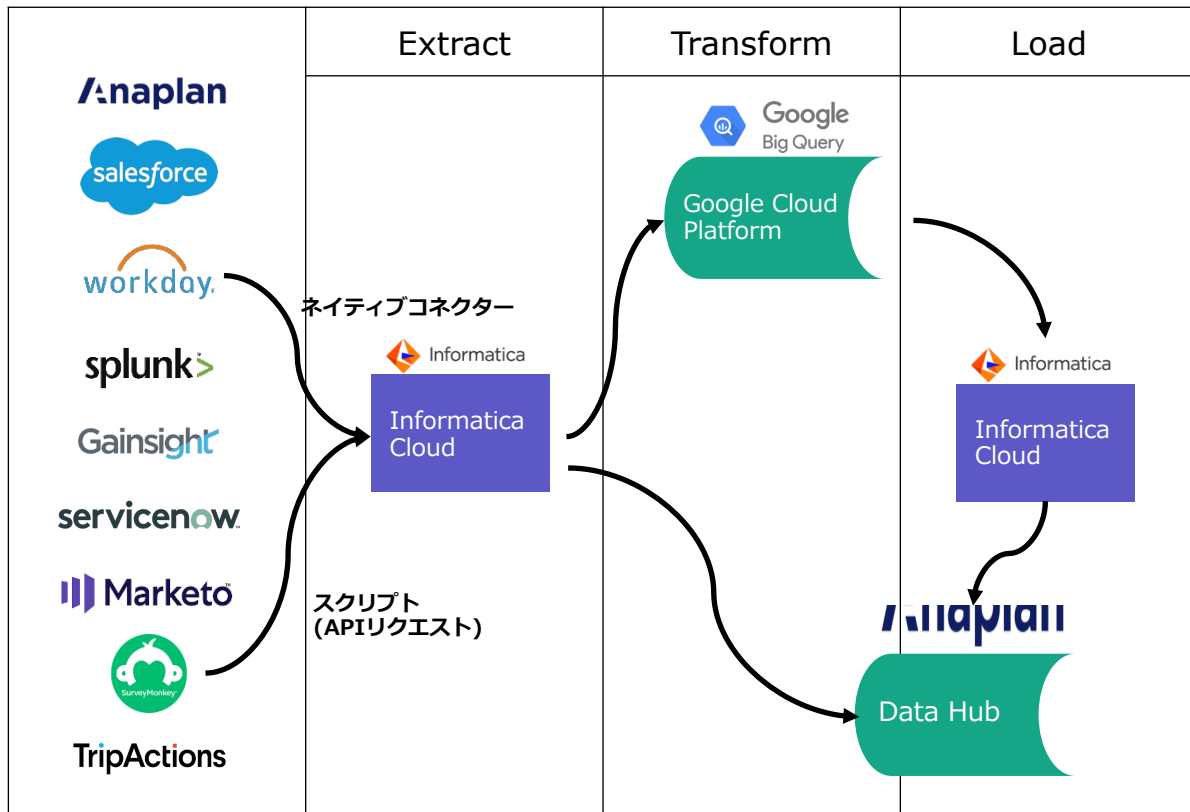 Extract
Transform
Load
Anaplan
salesforce
workday.
splunk>
Gainsight
servicenow
Marketo
SurveyMonkey
TripActions
ネイティブコネクター
Informatica
Informatica
Cloud
スクリプト
(APIリクエスト)
Google
Big Query
Google Cloud
Platform
Informatica
Informatica
Cloud
Anaplan
Data Hub